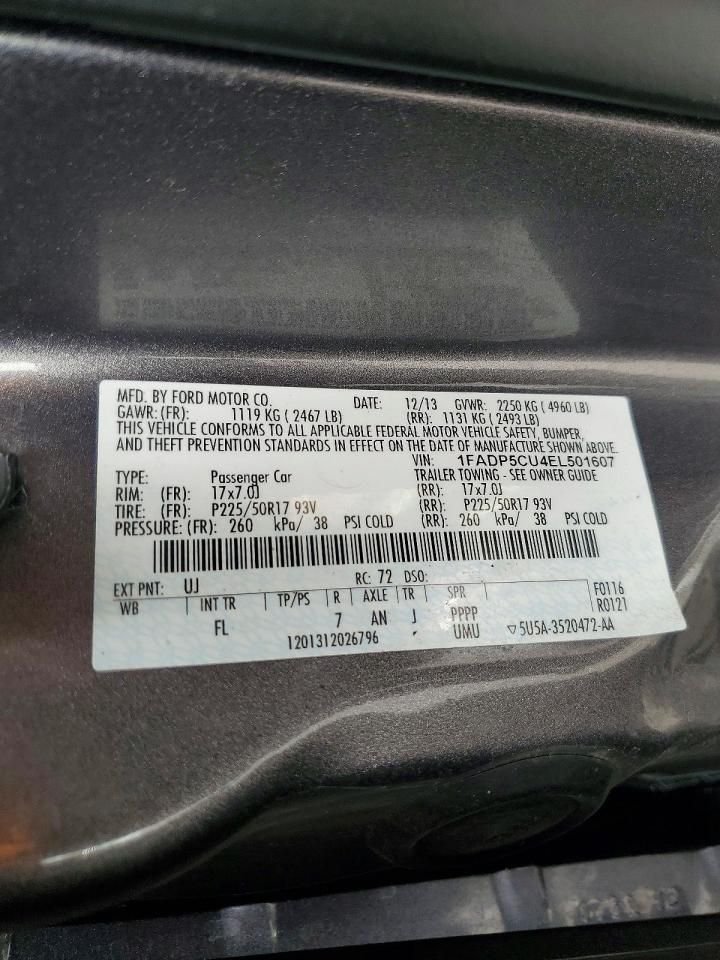 MFD. BY FORD MOTOR CO. DATE: 12/13 GVWR: 2250 KG ( 4960 LB)
GAWR: (FR): 1119 KG ( 2467 LB) (RR): 1131 KG ( 2493 LB)
THIS VEHICLE CONFORMS TO ALL APPLICABLE FEDERAL MOTOR VEHICLE SAFETY, BUMPER,
AND THEFT PREVENTION STANDARDS IN EFFECT ON THE DATE OF MANUFACTURE SHOWN ABOVE.
VIN: 1FADP5CU4EL501607
TYPE: Passenger Car TRAILER TOWING - SEE OWNER GUIDE
RIM: (FR): 17x7.0J (RR): 17x7.0J
TIRE: (FR): P225/50R17 93V (RR): P225/50R17 93V
PRESSURE: (FR): 260 kPa/ 38 PSI COLD (RR): 260 kPa/ 38 PSI COLD
EXT PNT: UJ RC: 72 DSO:
WB INT TR TP/PS R AXLE TR SPR F0116
FL 7 AN J PPPP R0121
1201312026796 UMU ▽5U5A-3520472-AA